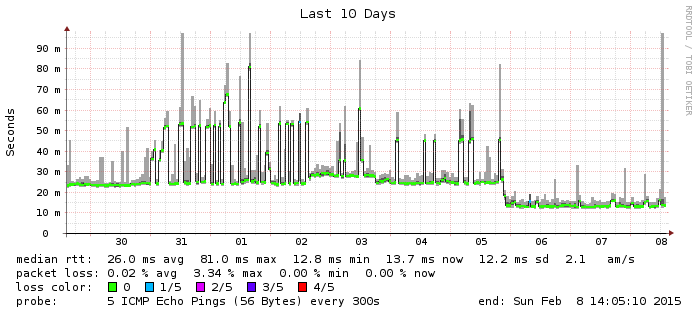 Last 10 Days
RRDTOOL / TOBI OETIKER
Seconds
90 m
80 m
70 m
60 m
50 m
40 m
30 m
20 m
10 m
0
30 31 01 02 03 04 05 06 07 08
median rtt: 26.0 ms avg 81.0 ms max 12.8 ms min 13.7 ms now 12.2 ms sd 2.1 am/s
packet loss: 0.02 % avg 3.34 % max 0.00 % min 0.00 % now
loss color: 0 1/5 2/5 3/5 4/5
probe: 5 ICMP Echo Pings (56 Bytes) every 300s end: Sun Feb 8 14:05:10 2015